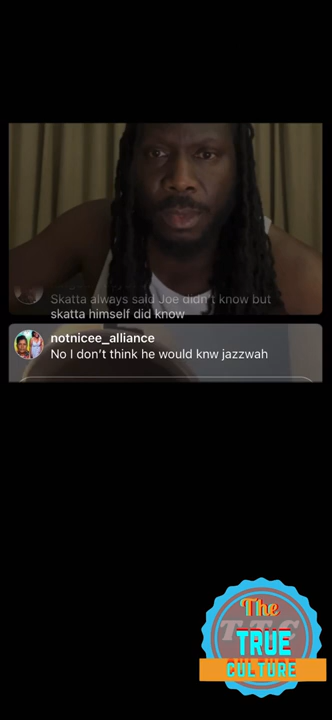 Skatta always said Joe didn't know but
skatta himself did know
notnicee_alliance
No I don't think he would knw jazzwah
The
T.T.C
TRUE
CULTURE